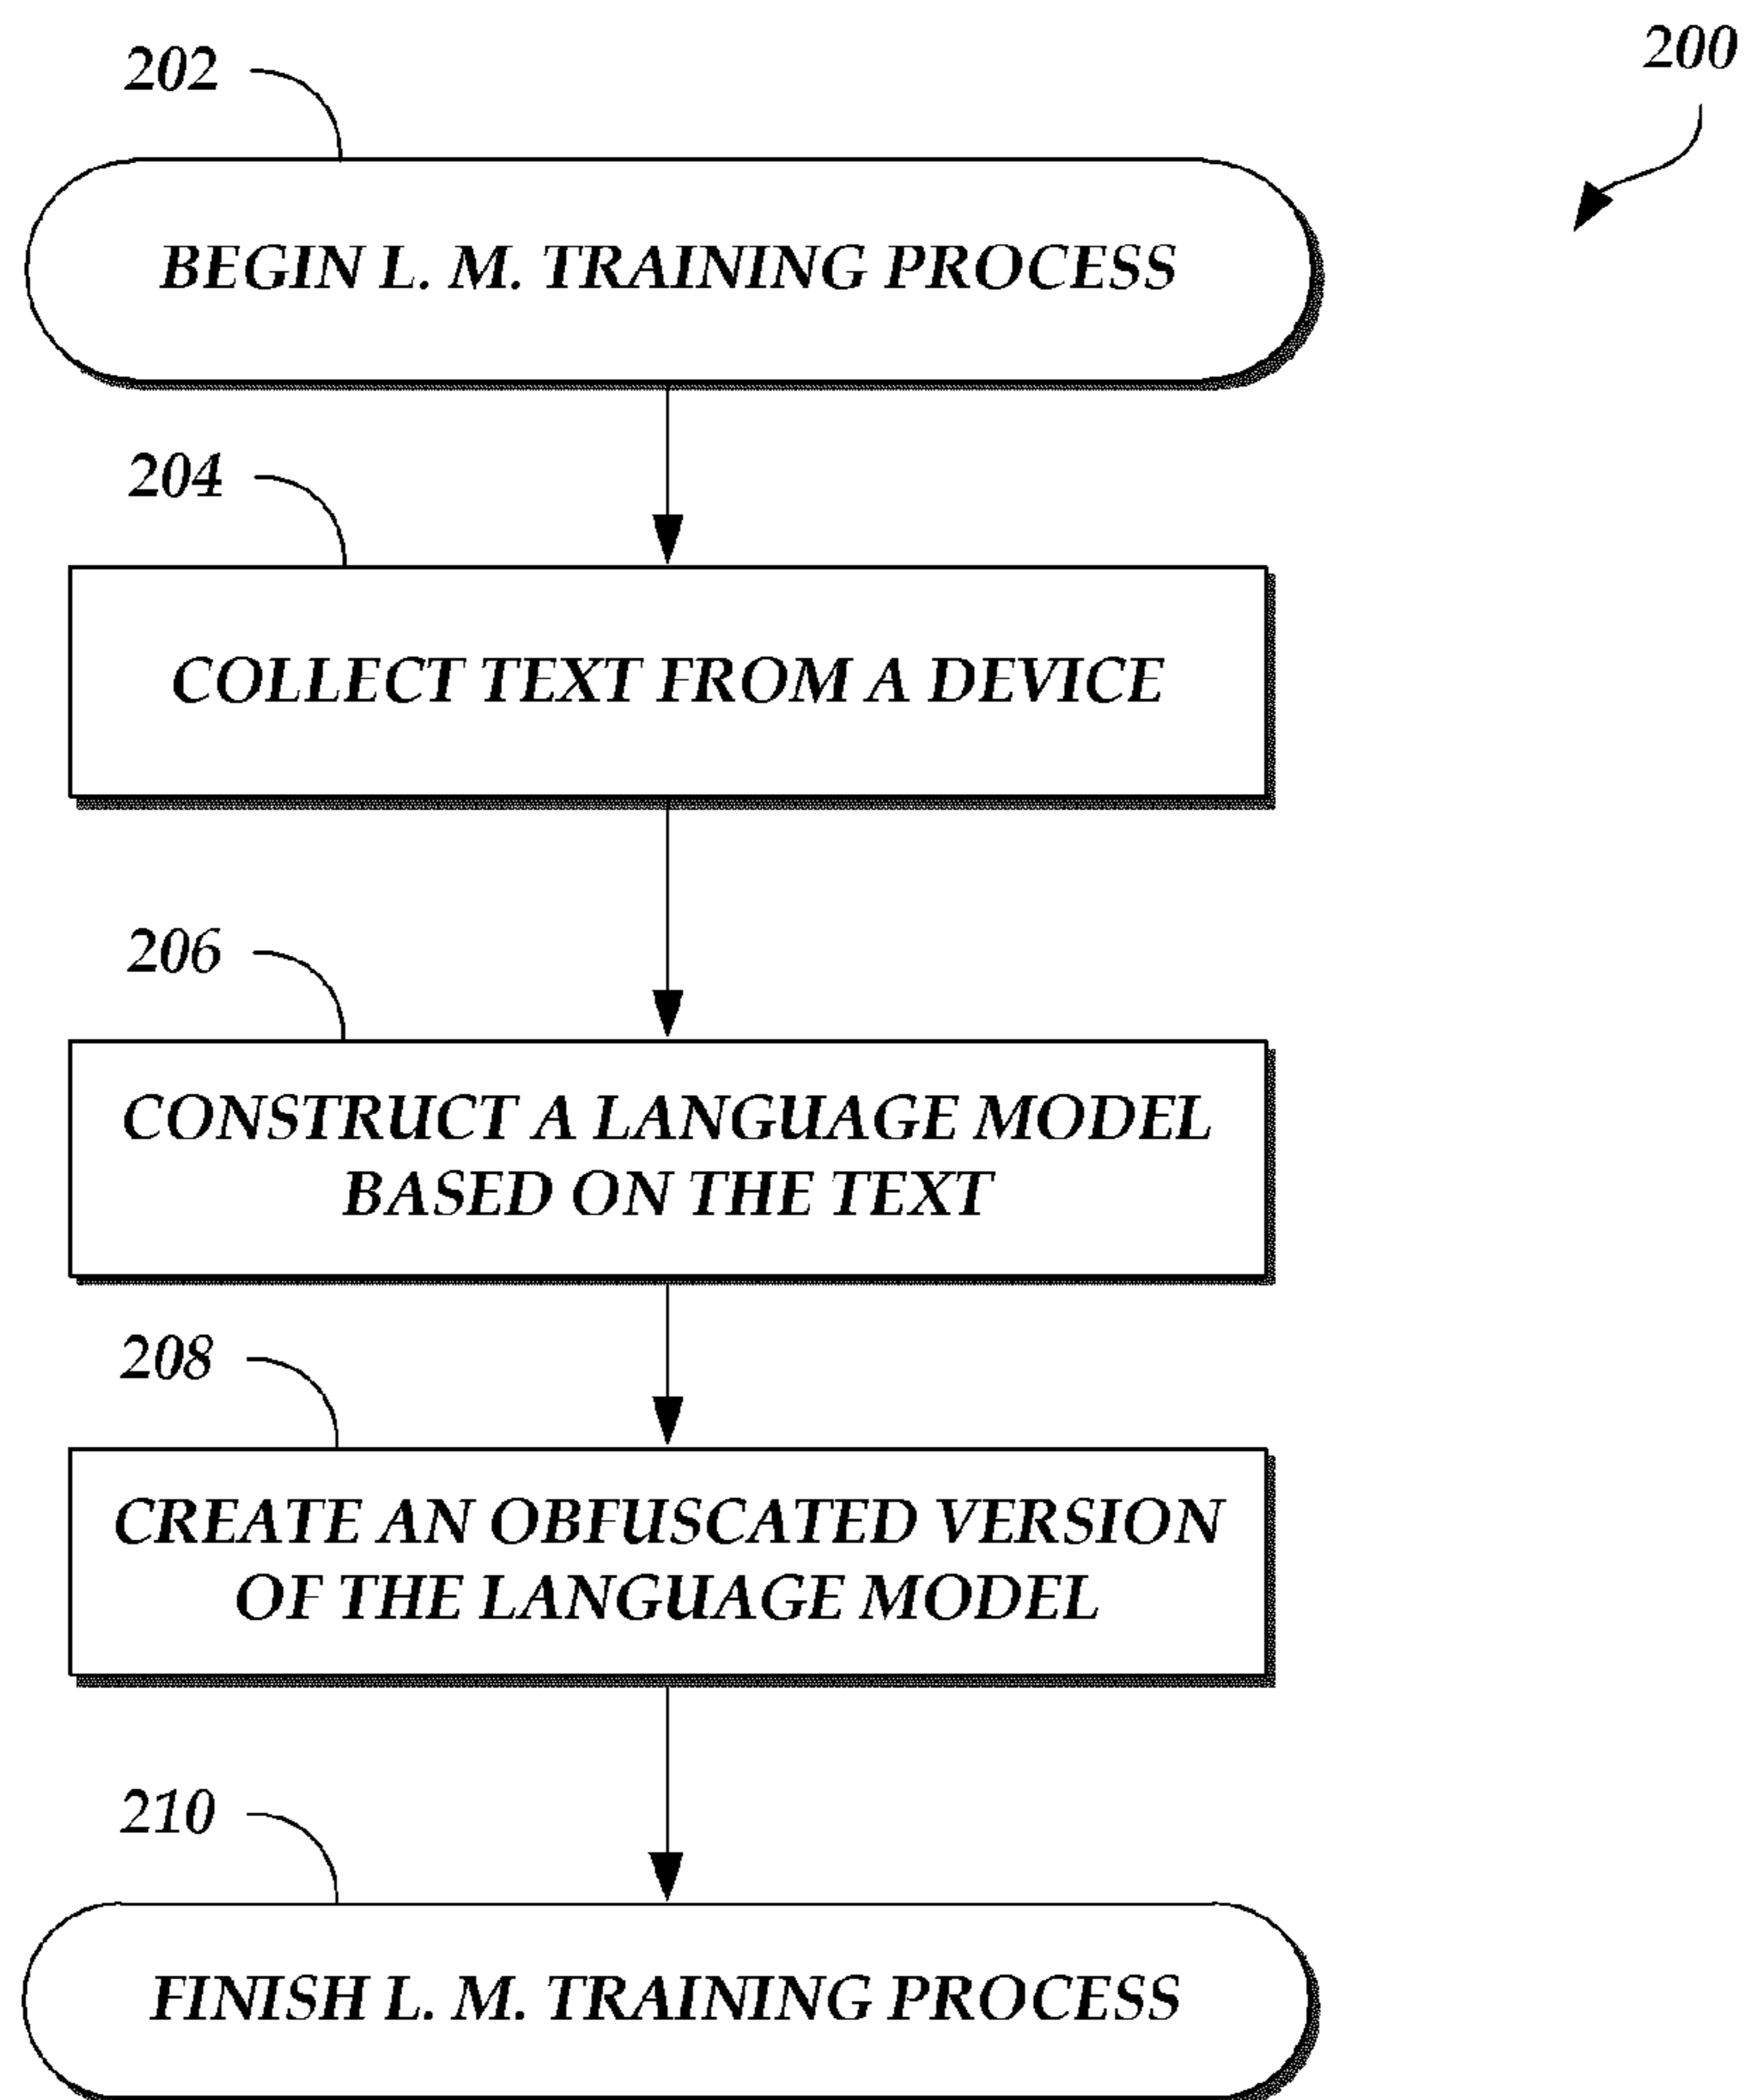 200
202
BEGIN L. M. TRAINING PROCESS
204
COLLECT TEXT FROM A DEVICE
206
CONSTRUCT A LANGUAGE MODEL
BASED ON THE TEXT
208
CREATE AN OBFUSCATED VERSION
OF THE LANGUAGE MODEL
210
FINISH L. M. TRAINING PROCESS